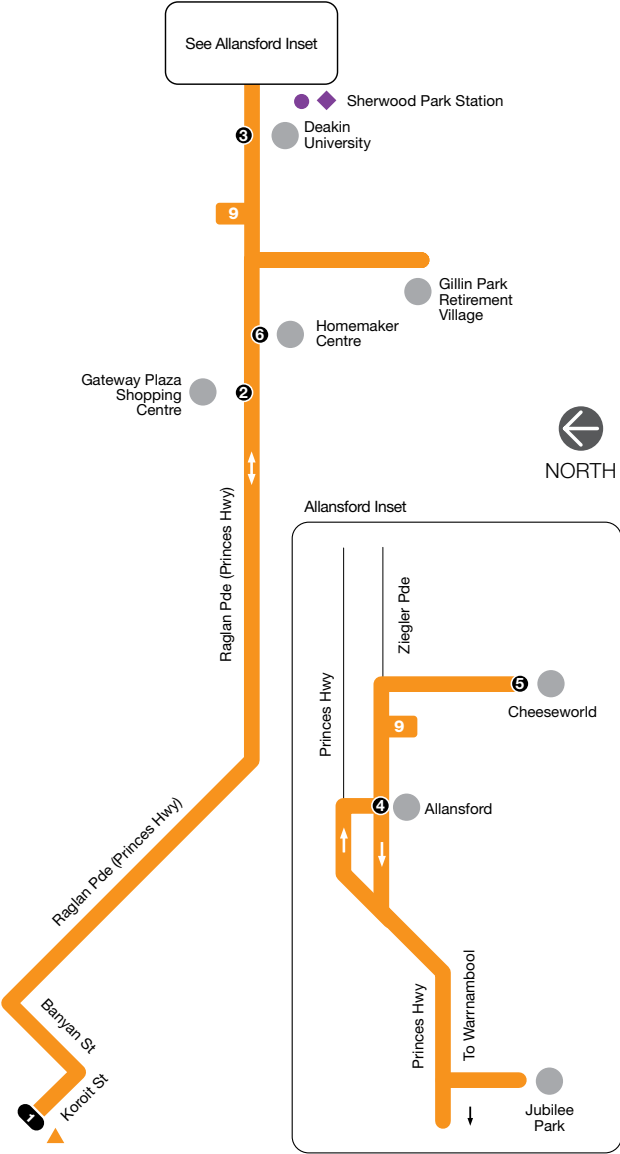 See Allansford Inset
Sherwood Park Station
3
Deakin
University
9
Gillin Park
Retirement
Village
6
Homemaker
Centre
Gateway Plaza
Shopping
Centre
2
NORTH
Raglan Pde (Princes Hwy)
Raglan Pde (Princes Hwy)
Banyan St
Koroit St
1
Allansford Inset
Ziegler Pde
Princes Hwy
5
Cheeseworld
9
4
Allansford
Princes Hwy
To Warrnambool
Jubilee
Park